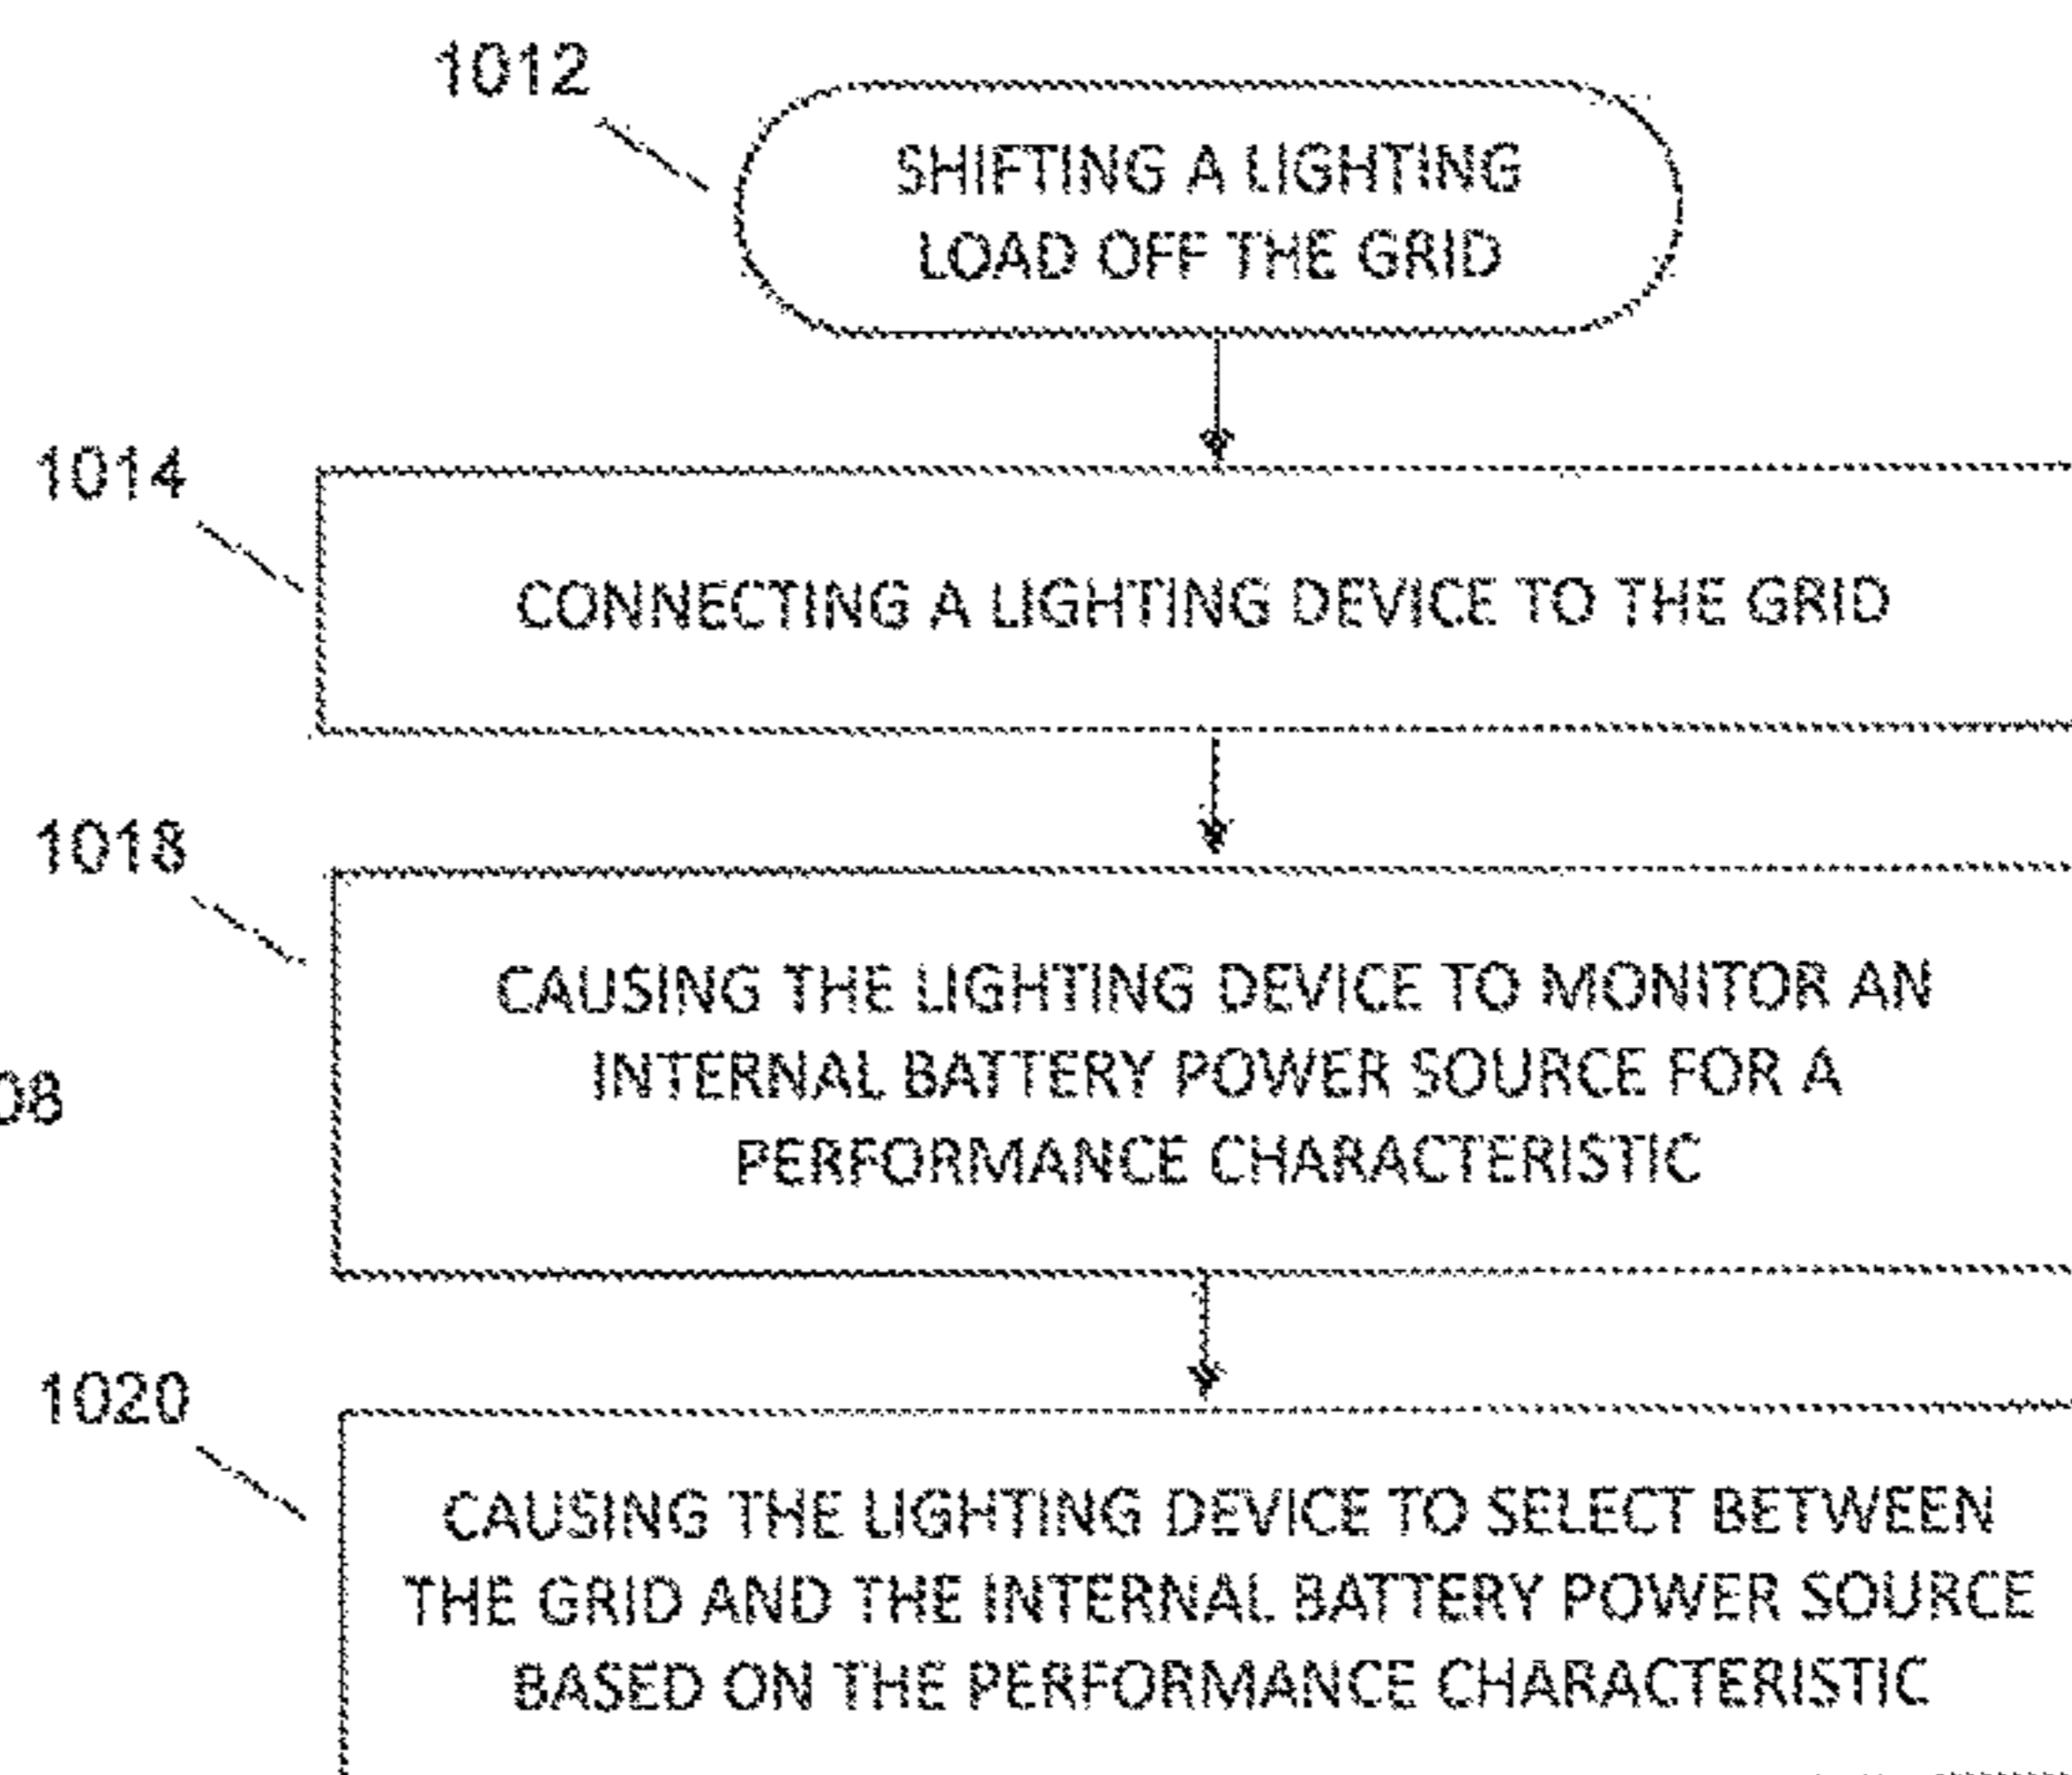 1012
SHIFTING A LIGHTING
LOAD OFF THE GRID
1014
CONNECTING A LIGHTING DEVICE TO THE GRID
1018
CAUSING THE LIGHTING DEVICE TO MONITOR AN
INTERNAL BATTERY POWER SOURCE FOR A
PERFORMANCE CHARACTERISTIC
08
1020
CAUSING THE LIGHTING DEVICE TO SELECT BETWEEN
THE GRID AND THE INTERNAL BATTERY POWER SOURCE
BASED ON THE PERFORMANCE CHARACTERISTIC